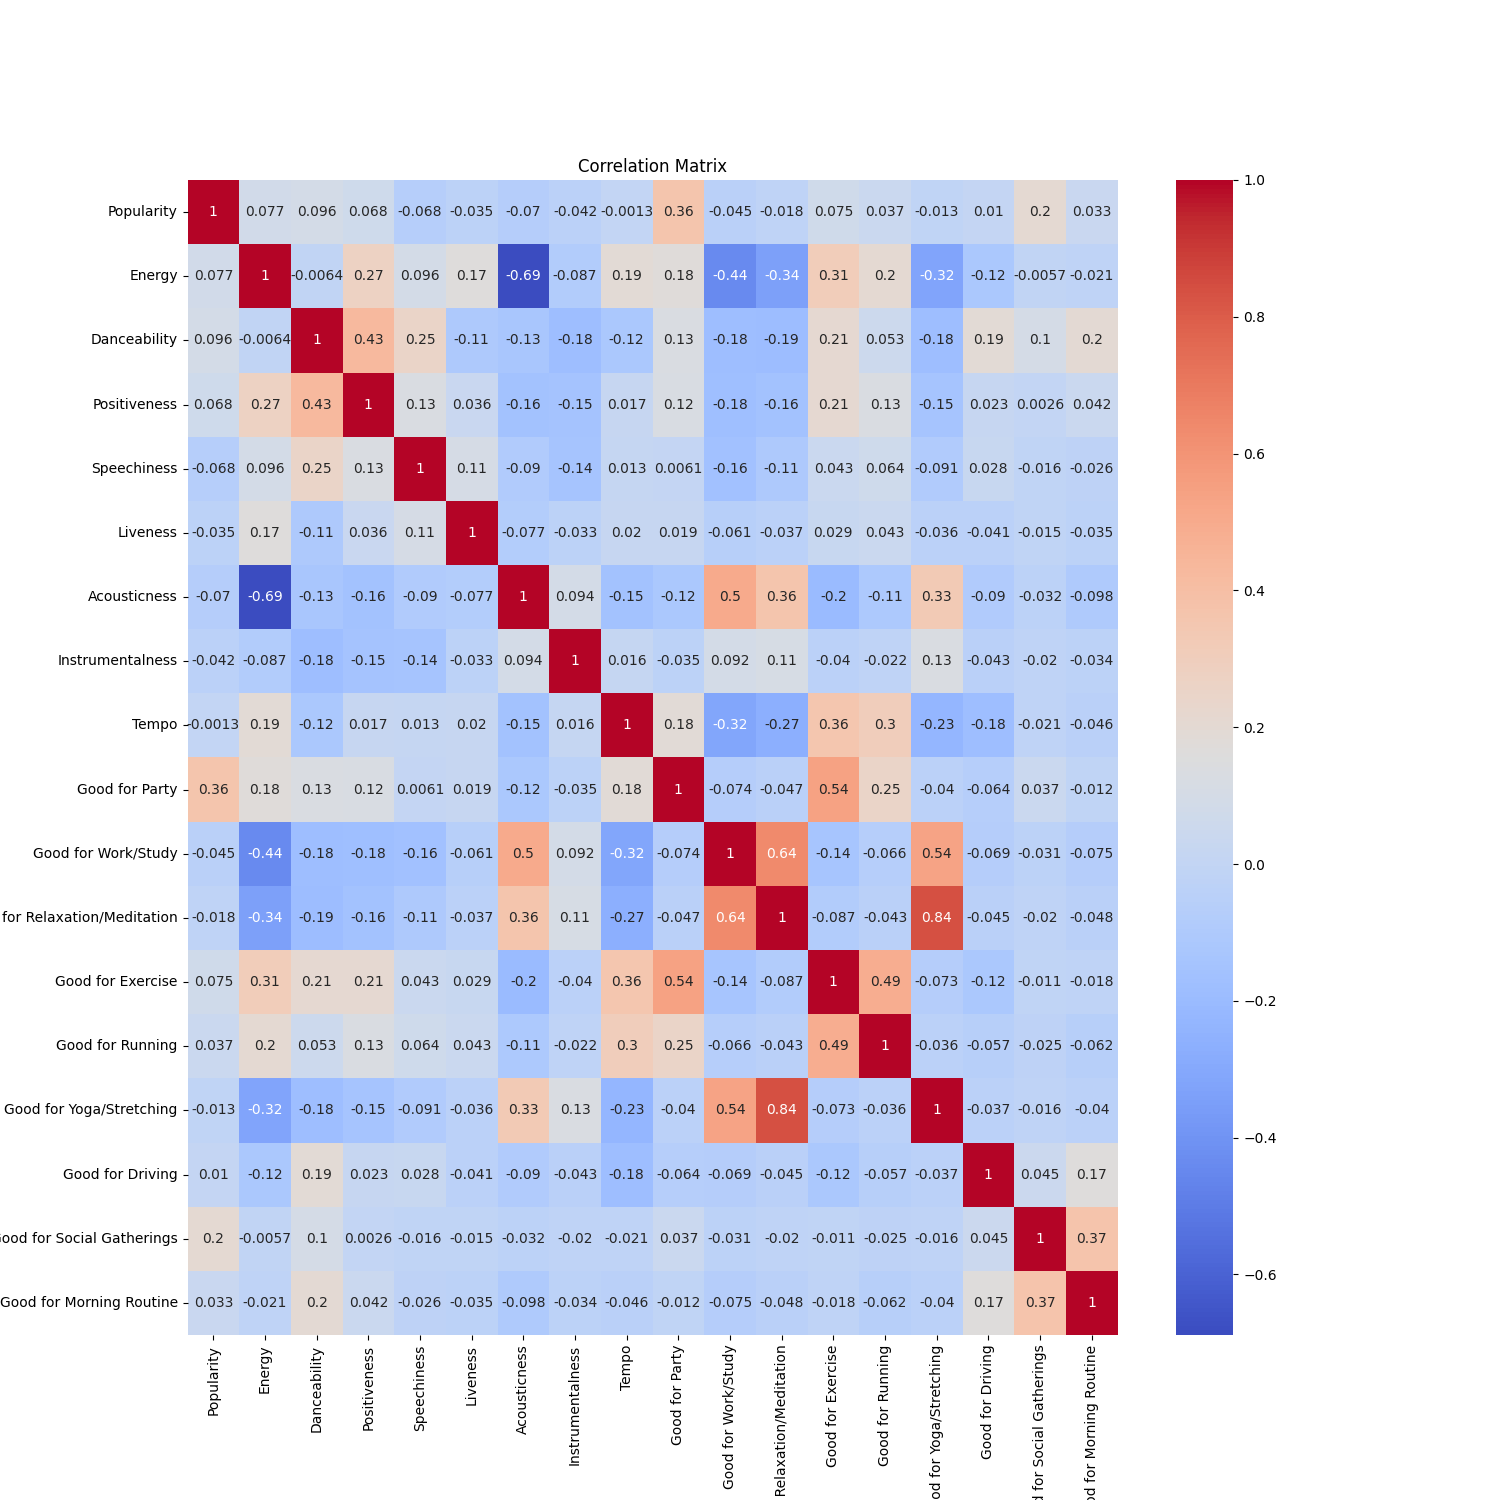 Correlation Matrix
Popularity 1 0.077 0.096 0.068 -0.068 -0.035 -0.07 -0.042 -0.0013 0.36 -0.045 -0.018 0.075 0.037 -0.013 0.01 0.2 0.033
Energy 0.077 1 -0.0064 0.27 0.096 0.17 -0.69 -0.087 0.19 0.18 -0.44 -0.34 0.31 0.2 -0.32 -0.12 -0.0057 -0.021
Danceability 0.096 -0.0064 1 0.43 0.25 -0.11 -0.13 -0.18 -0.12 0.13 -0.18 -0.19 0.21 0.053 -0.18 0.19 0.1 0.2
Positiveness 0.068 0.27 0.43 1 0.13 0.036 -0.16 -0.15 0.017 0.12 -0.18 -0.16 0.21 0.13 -0.15 0.023 0.0026 0.042
Speechiness -0.068 0.096 0.25 0.13 1 0.11 -0.09 -0.14 0.013 0.0061 -0.16 -0.11 0.043 0.064 -0.091 0.028 -0.016 -0.026
Liveness -0.035 0.17 -0.11 0.036 0.11 1 -0.077 -0.033 0.02 0.019 -0.061 -0.037 0.029 0.043 -0.036 -0.041 -0.015 -0.035
Acousticness -0.07 -0.69 -0.13 -0.16 -0.09 -0.077 1 0.094 -0.15 -0.12 0.5 0.36 -0.2 -0.11 0.33 -0.09 -0.032 -0.098
Instrumentalness -0.042 -0.087 -0.18 -0.15 -0.14 -0.033 0.094 1 0.016 -0.035 0.092 0.11 -0.04 -0.022 0.13 -0.043 -0.02 -0.034
Tempo -0.0013 0.19 -0.12 0.017 0.013 0.02 -0.15 0.016 1 0.18 -0.32 -0.27 0.36 0.3 -0.23 -0.18 -0.021 -0.046
Good for Party 0.36 0.18 0.13 0.12 0.0061 0.019 -0.12 -0.035 0.18 1 -0.074 -0.047 0.54 0.25 -0.04 -0.064 0.037 -0.012
Good for Work/Study -0.045 -0.44 -0.18 -0.18 -0.16 -0.061 0.5 0.092 -0.32 -0.074 1 0.64 -0.14 -0.066 0.54 -0.069 -0.031 -0.075
for Relaxation/Meditation -0.018 -0.34 -0.19 -0.16 -0.11 -0.037 0.36 0.11 -0.27 -0.047 0.64 1 -0.087 -0.043 0.84 -0.045 -0.02 -0.048
Good for Exercise 0.075 0.31 0.21 0.21 0.043 0.029 -0.2 -0.04 0.36 0.54 -0.14 -0.087 1 0.49 -0.073 -0.12 -0.011 -0.018
Good for Running 0.037 0.2 0.053 0.13 0.064 0.043 -0.11 -0.022 0.3 0.25 -0.066 -0.043 0.49 1 -0.036 -0.057 -0.025 -0.062
Good for Yoga/Stretching -0.013 -0.32 -0.18 -0.15 -0.091 -0.036 0.33 0.13 -0.23 -0.04 0.54 0.84 -0.073 -0.036 1 -0.037 -0.016 -0.04
Good for Driving 0.01 -0.12 0.19 0.023 0.028 -0.041 -0.09 -0.043 -0.18 -0.064 -0.069 -0.045 -0.12 -0.057 -0.037 1 0.045 0.17
ood for Social Gatherings 0.2 -0.0057 0.1 0.0026 -0.016 -0.015 -0.032 -0.02 -0.021 0.037 -0.031 -0.02 -0.011 -0.025 -0.016 0.045 1 0.37
Good for Morning Routine 0.033 -0.021 0.2 0.042 -0.026 -0.035 -0.098 -0.034 -0.046 -0.012 -0.075 -0.048 -0.018 -0.062 -0.04 0.17 0.37 1
Popularity
Energy
Danceability
Positiveness
Speechiness
Liveness
Acousticness
Instrumentalness
Tempo
Good for Party
Good for Work/Study
Relaxation/Meditation
Good for Exercise
Good for Running
od for Yoga/Stretching
Good for Driving
d for Social Gatherings
od for Morning Routine
1.0
0.8
0.6
0.4
0.2
0.0
−0.2
−0.4
−0.6